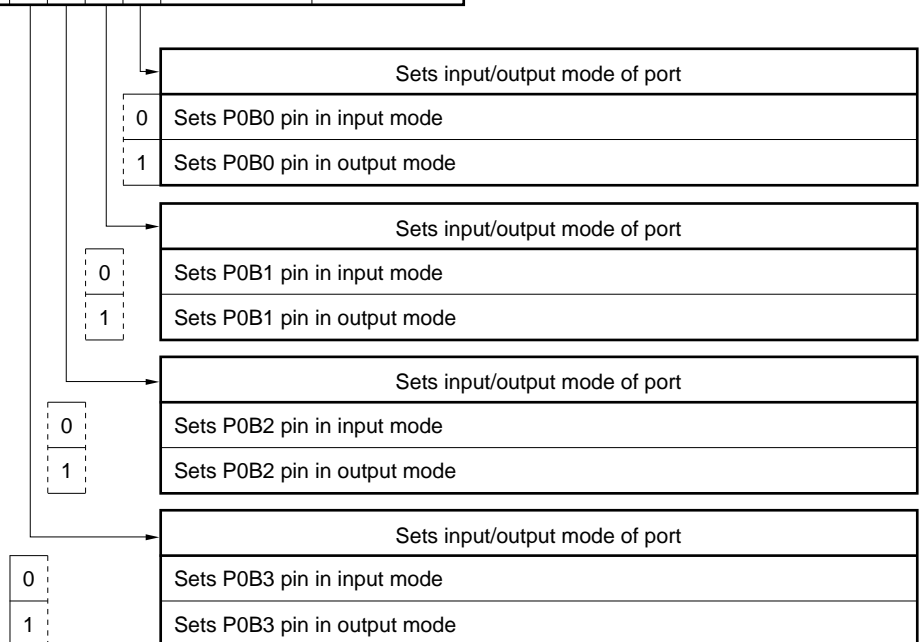 Sets input/output mode of port
0 Sets P0B0 pin in input mode
1 Sets P0B0 pin in output mode
Sets input/output mode of port
0 Sets P0B1 pin in input mode
1 Sets P0B1 pin in output mode
Sets input/output mode of port
0 Sets P0B2 pin in input mode
1 Sets P0B2 pin in output mode
Sets input/output mode of port
0 Sets P0B3 pin in input mode
1 Sets P0B3 pin in output mode